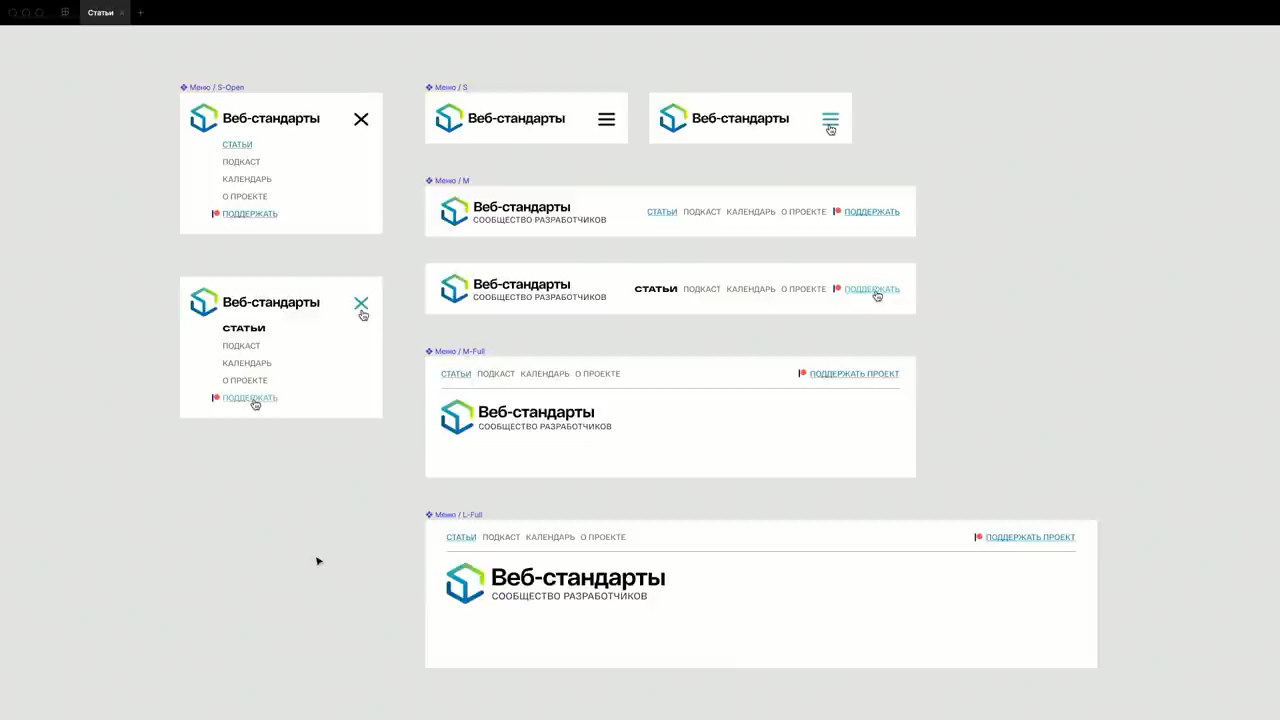 Статьи
Меню / S-Open
Веб-стандарты
СТАТЬИ
ПОДКАСТ
КАЛЕНДАРЬ
О ПРОЕКТЕ
ПОДДЕРЖАТЬ
Веб-стандарты
СТАТЬИ
ПОДКАСТ
КАЛЕНДАРЬ
О ПРОЕКТЕ
ПОДДЕРЖАТЬ
Меню / S
Веб-стандарты
Веб-стандарты
Меню / M
Веб-стандарты
СООБЩЕСТВО РАЗРАБОТЧИКОВ
СТАТЬИ ПОДКАСТ КАЛЕНДАРЬ О ПРОЕКТЕ ПОДДЕРЖАТЬ
Веб-стандарты
СООБЩЕСТВО РАЗРАБОТЧИКОВ
СТАТЬИ ПОДКАСТ КАЛЕНДАРЬ О ПРОЕКТЕ ПОДДЕРЖАТЬ
Меню / M-Full
СТАТЬИ ПОДКАСТ КАЛЕНДАРЬ О ПРОЕКТЕ ПОДДЕРЖАТЬ ПРОЕКТ
Веб-стандарты
СООБЩЕСТВО РАЗРАБОТЧИКОВ
Меню / L-Full
СТАТЬИ ПОДКАСТ КАЛЕНДАРЬ О ПРОЕКТЕ ПОДДЕРЖАТЬ ПРОЕКТ
Веб-стандарты
СООБЩЕСТВО РАЗРАБОТЧИКОВ